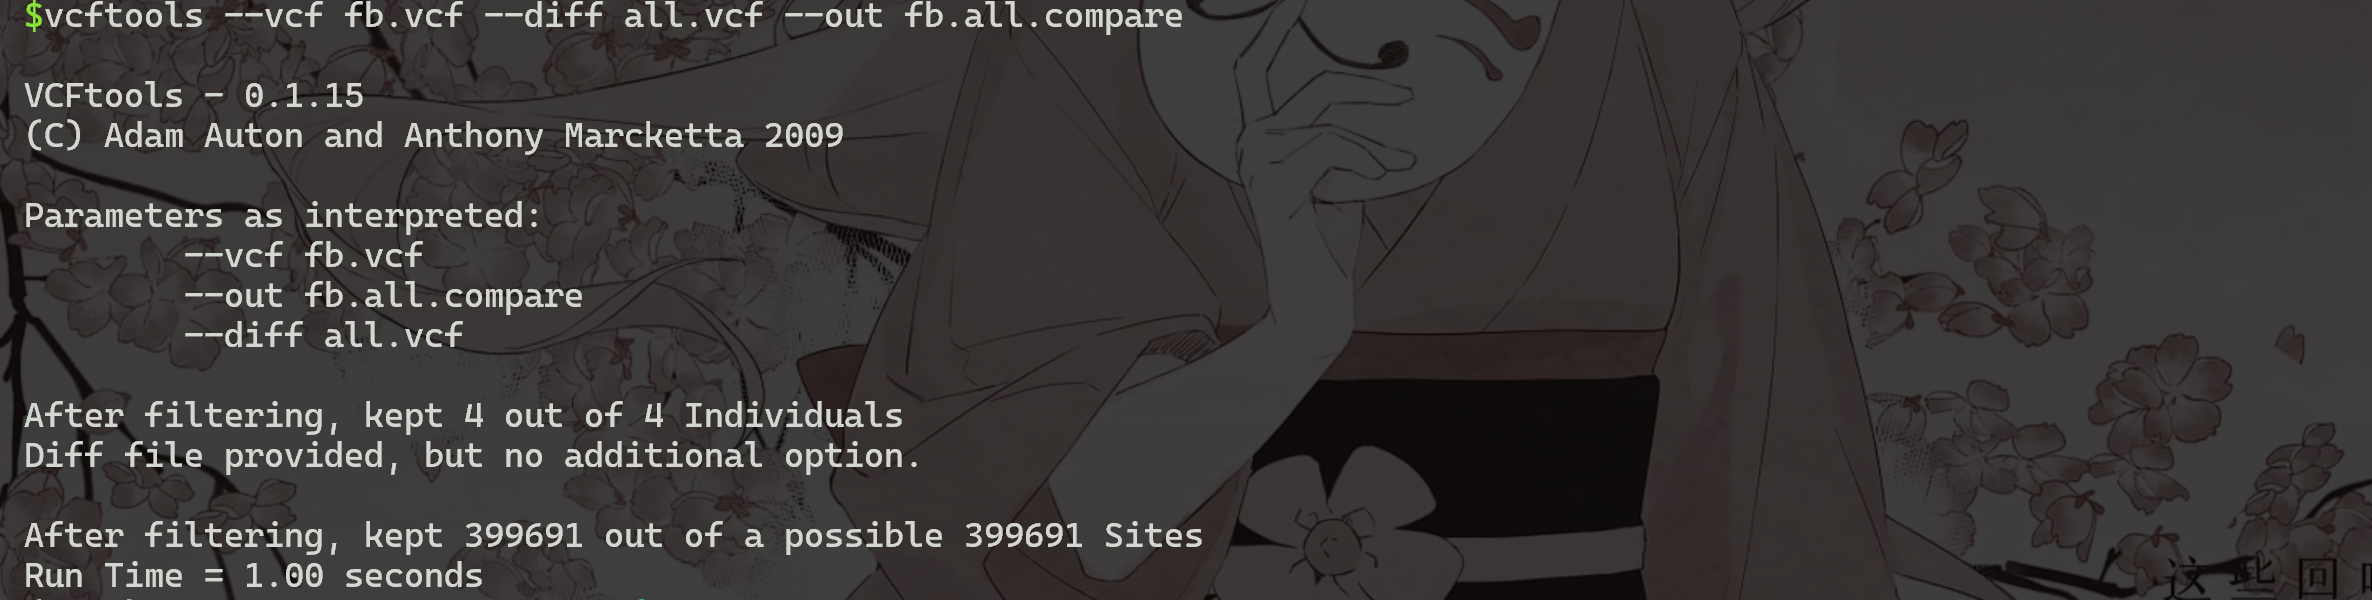 $vcftools --vcf fb.vcf --diff all.vcf --out fb.all.compare
VCFtools - 0.1.15
(C) Adam Auton and Anthony Marcketta 2009
Parameters as interpreted:
--vcf fb.vcf
--out fb.all.compare
--diff all.vcf
After filtering, kept 4 out of 4 Individuals
Diff file provided, but no additional option.
After filtering, kept 399691 out of a possible 399691 Sites
Run Time = 1.00 seconds
这些回